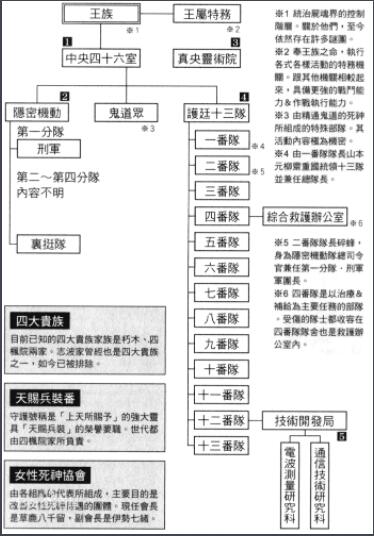 王族
※1
王屬特務
※2
1
中央四十六室
3
真央靈術院
2
隱密機動
鬼道眾
※3
4
護廷十三隊
第一分隊
刑軍
第二~第四分隊
內容不明
裏挺隊
一番隊
※4
二番隊
※5
三番隊
四番隊
綜合救護辦公室
※6
五番隊
六番隊
七番隊
八番隊
九番隊
十番隊
十一番隊
十二番隊
技術開發局
5
十三番隊
電波測量研究科
通信技術研究科
※1 統治屍魂界的控制
階層。關於他們,至今
依然存在許多謎團。
※2 奉王族之命,執行
各式各樣活動的特務機
關。跟其他機關相較起
來,具備更強的戰鬥能
力&作戰執行能力。
※3 由精通鬼道的死神
所組成的特殊部隊。其
活動內容極為機密。
※4 由一番隊隊長山本
元柳齋重國統領十三隊
並兼任總隊長。
※5 二番隊隊長碎蜂,
身為隱密機動隊總司令
官兼任第一分隊.刑軍
軍團長。
※6 四番隊是以治療&
補給為主要任務的部隊
。受傷的隊士都收容在
四番隊隊舍也是救護辦
公室內。
四大貴族
目前已知的四大貴族家族是朽木、四
楓院兩家。志波家曾經也是四大貴族
之一,如今已被排除。
天賜兵裝番
守護號稱是「上天所賜予」的強大靈
具「天賜兵裝」的榮譽要職。世代都
由四楓院家所負責。
女性死神協會
由各組隊的代表所組成,主要目的是
改善女性死神待遇的團體。現任會長
是草鹿八千留,副會長是伊勢七緒。